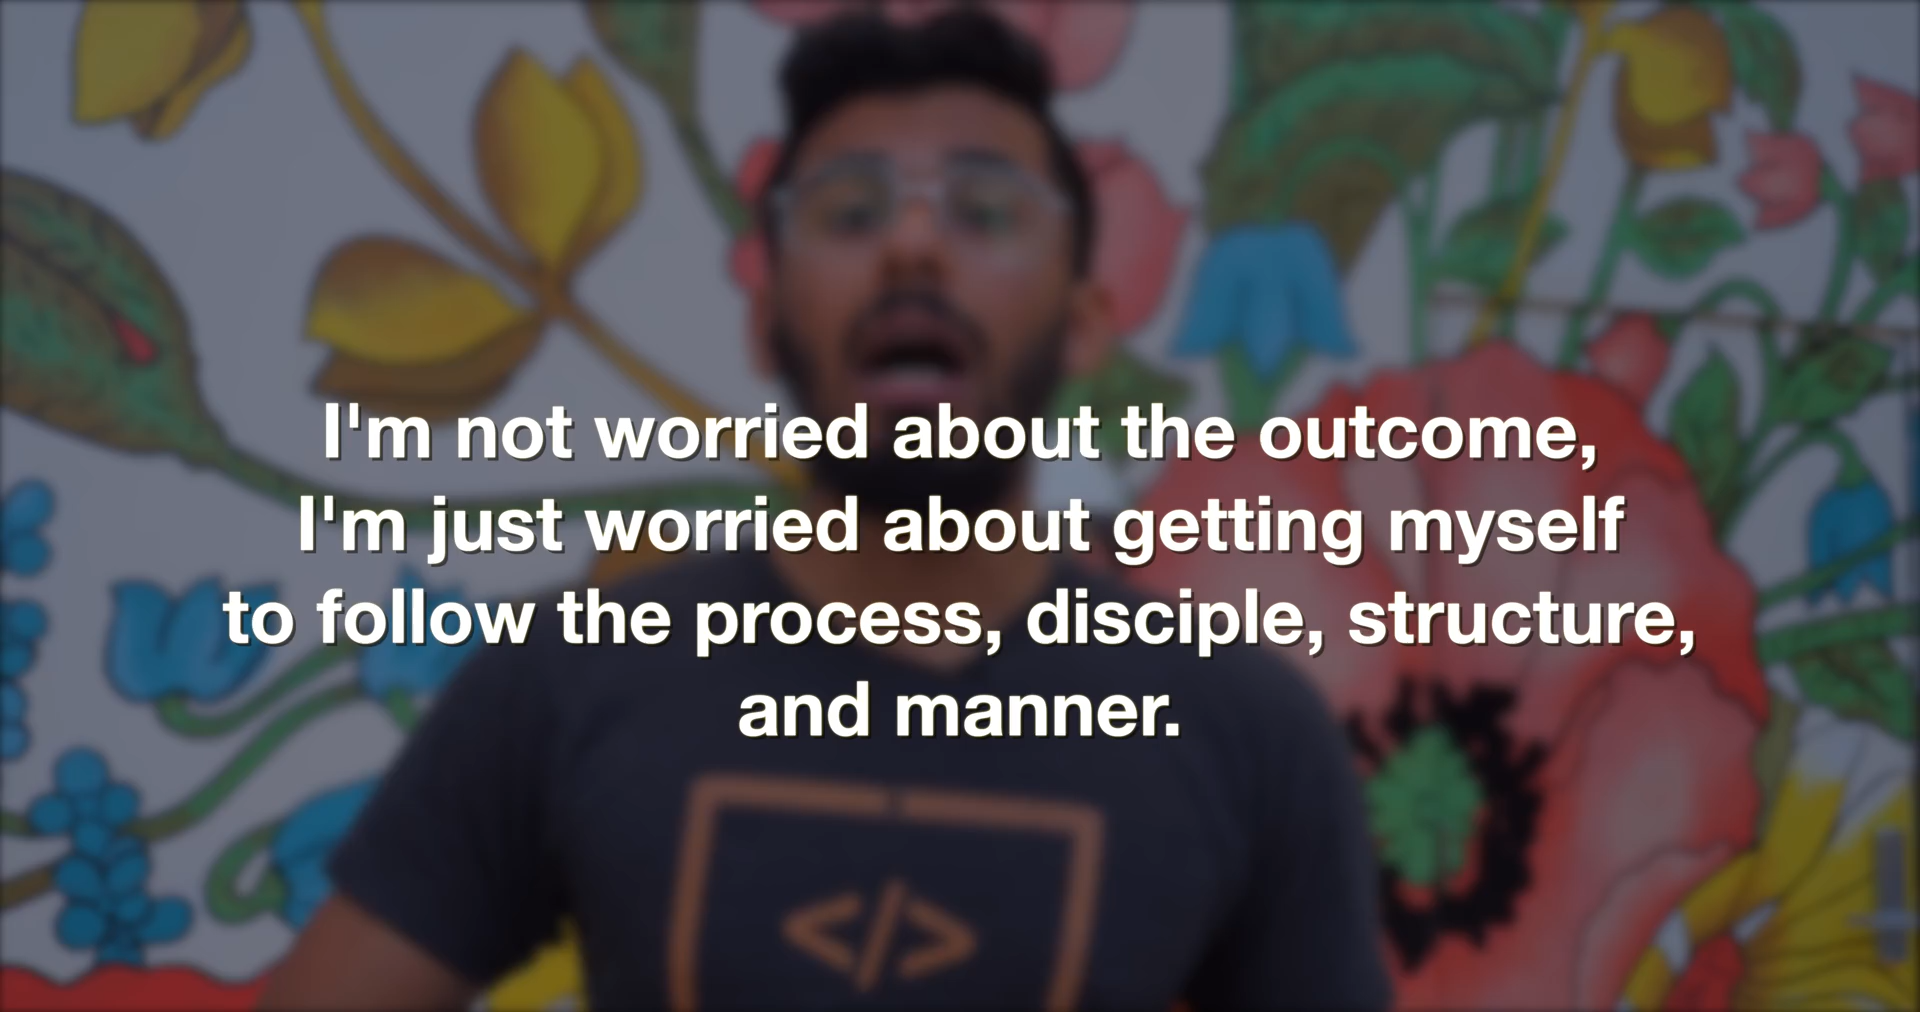 I'm not worried about the outcome,
I'm just worried about getting myself
to follow the process, disciple, structure,
and manner.
</>